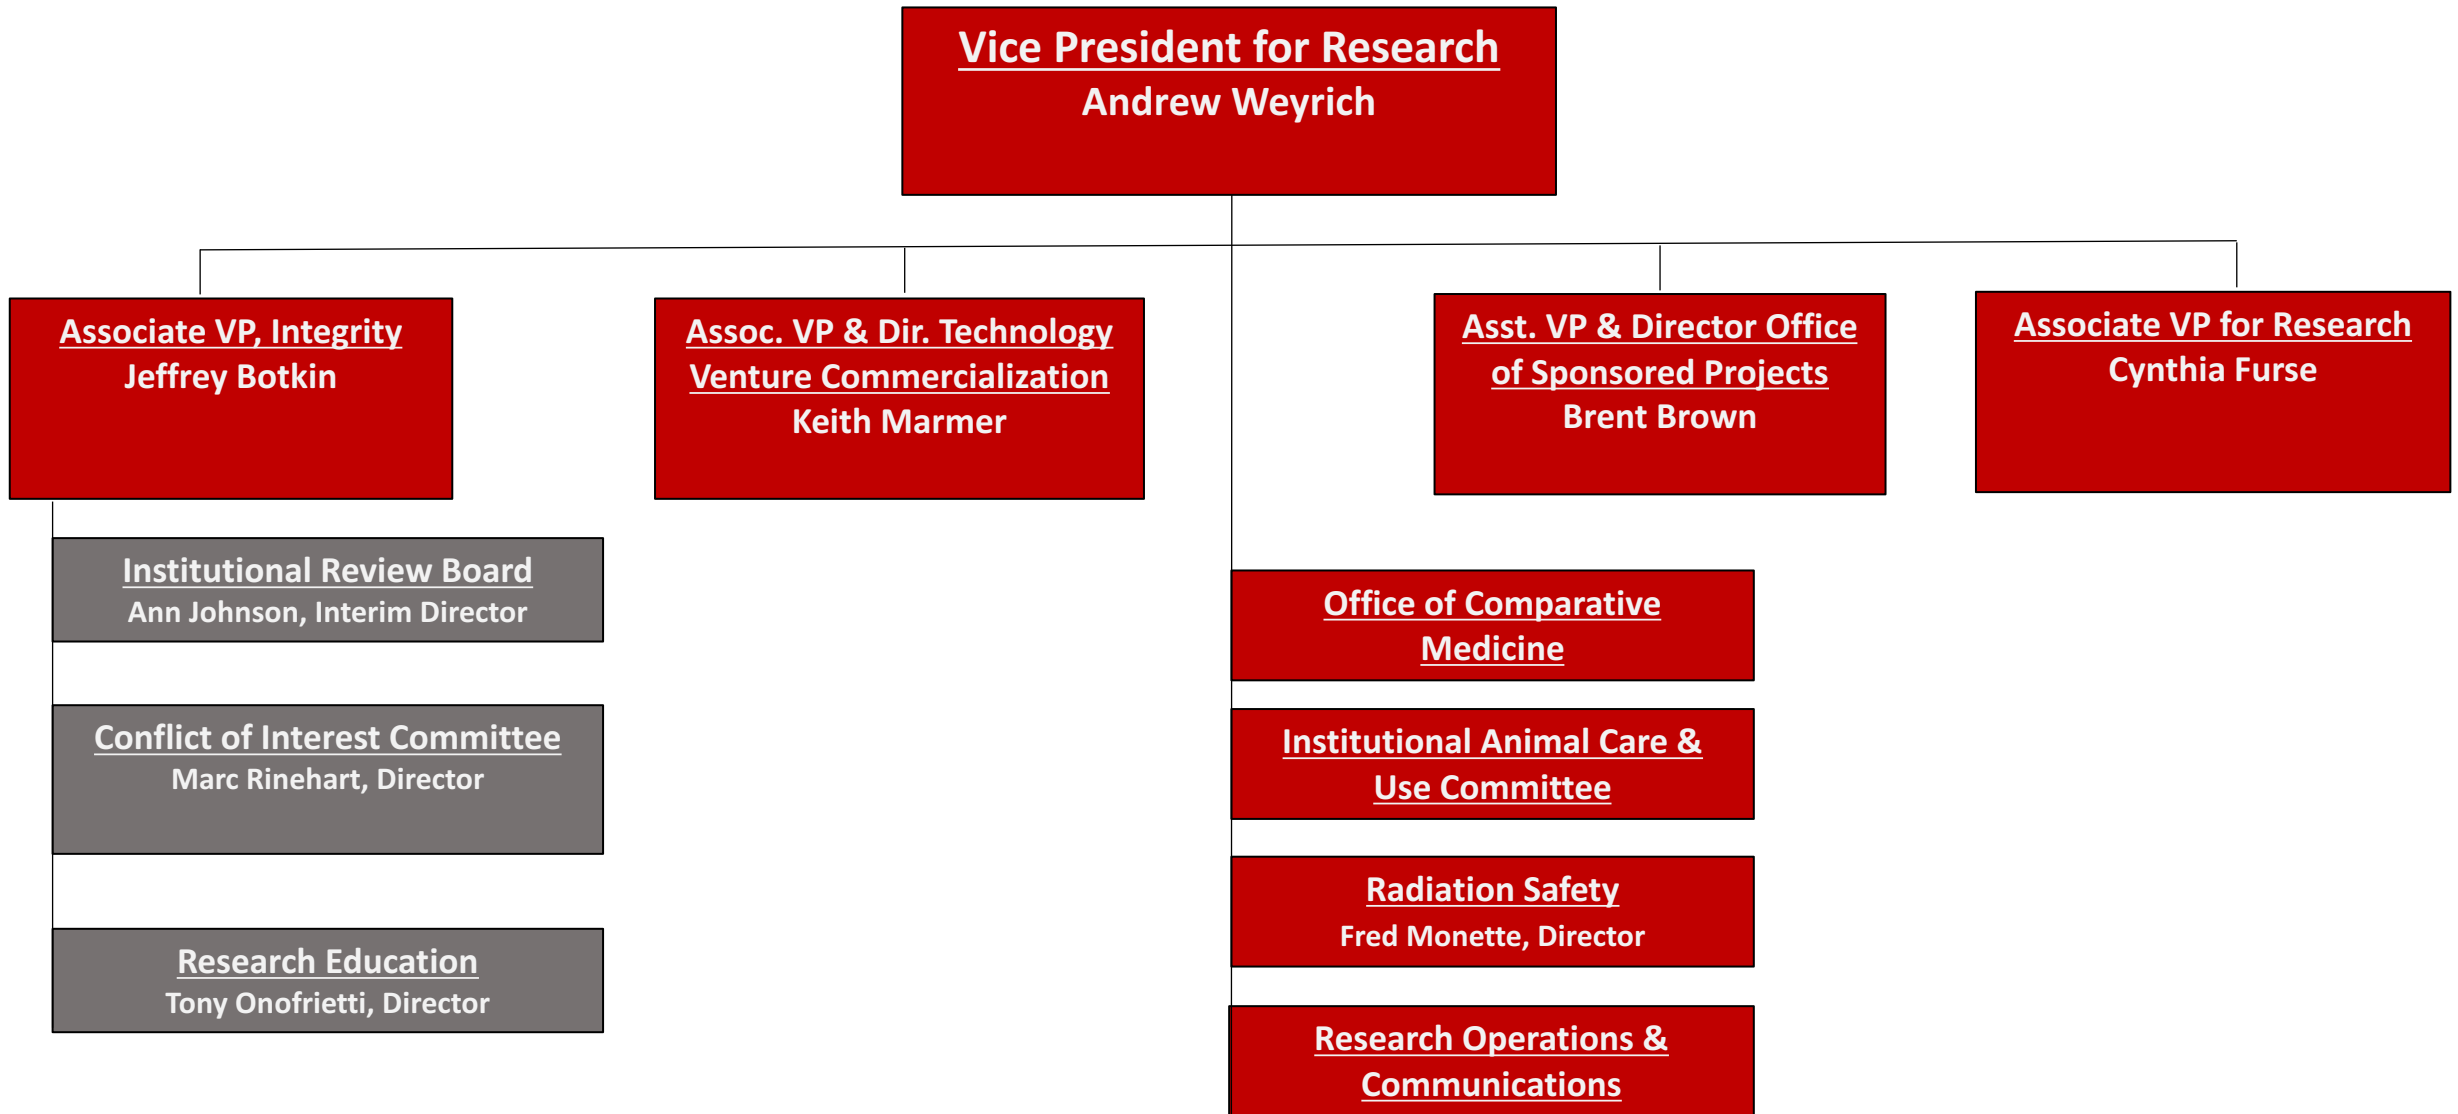 Vice President for Research
Andrew Weyrich
Associate VP, Integrity
Jeffrey Botkin
Assoc. VP & Dir. Technology
Venture Commercialization
Keith Marmer
Asst. VP & Director Office
of Sponsored Projects
Brent Brown
Associate VP for Research
Cynthia Furse
Institutional Review Board
Ann Johnson, Interim Director
Conflict of Interest Committee
Marc Rinehart, Director
Research Education
Tony Onofrietti, Director
Office of Comparative
Medicine
Institutional Animal Care &
Use Committee
Radiation Safety
Fred Monette, Director
Research Operations &
Communications